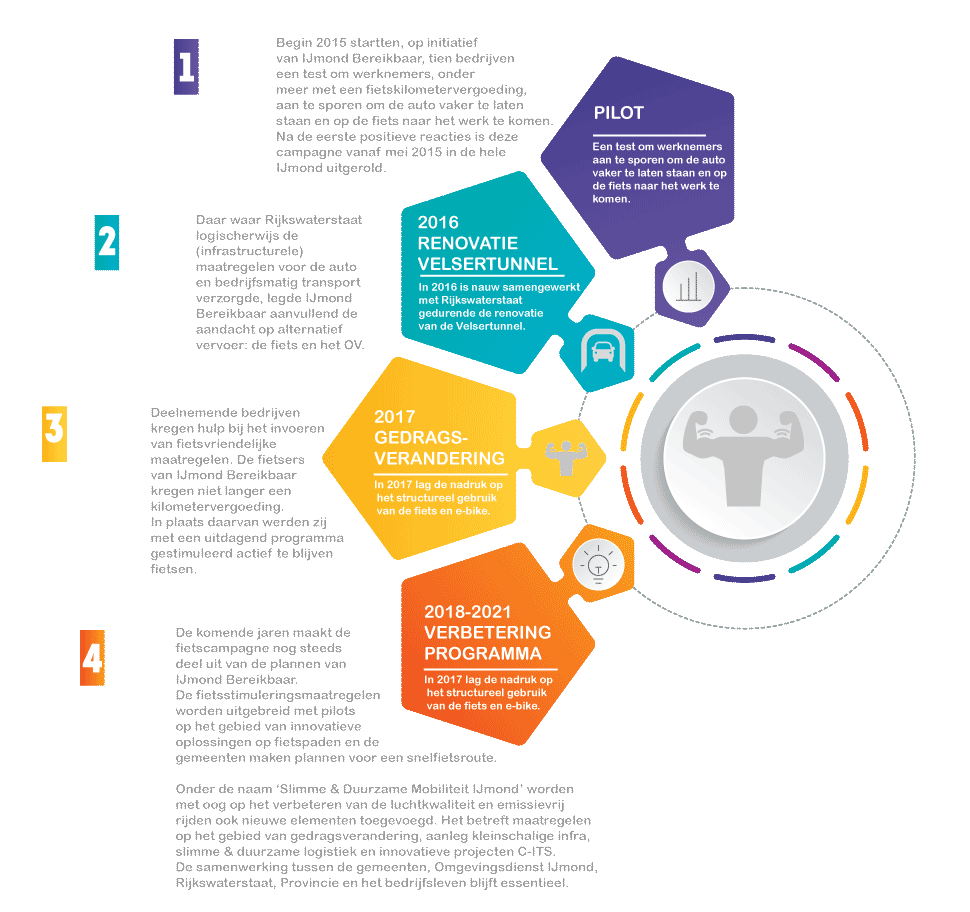 1
Begin 2015 startten, op initiatief
van IJmond Bereikbaar, tien bedrijven
een test om werknemers, onder
meer met een fietskilometervergoeding,
aan te sporen om de auto vaker te laten
staan en op de fiets naar het werk te komen.
Na de eerste positieve reacties is deze
campagne vanaf mei 2015 in de hele
IJmond uitgerold.
PILOT
Een test om werknemers
aan te sporen om de auto
vaker te laten staan en op
de fiets naar het werk te
komen.
2
Daar waar Rijkswaterstaat
logischerwijs de
(infrastructurele)
maatregelen voor de auto
en bedrijfsmatig transport
verzorgde, legde IJmond
Bereikbaar aanvullend de
aandacht op alternatief
vervoer: de fiets en het OV.
2016
RENOVATIE
VELSERTUNNEL
In 2016 is nauw samengewerkt
met Rijkswaterstaat
gedurende de renovatie
van de Velsertunnel.
3
Deelnemende bedrijven
kregen hulp bij het invoeren
van fietsvriendelijke
maatregelen. De fietsers
van IJmond Bereikbaar
kregen niet langer een
kilometervergoeding.
In plaats daarvan werden zij
met een uitdagend programma
gestimuleerd actief te blijven
fietsen.
2017
GEDRAGS-
VERANDERING
In 2017 lag de nadruk op
het structureel gebruik
van de fiets en e-bike.
4
De komende jaren maakt de
fietscampagne nog steeds
deel uit van de plannen van
IJmond Bereikbaar.
De fietsstimuleringsmaatregelen
worden uitgebreid met pilots
op het gebied van innovatieve
oplossingen op fietspaden en de
gemeenten maken plannen voor een snelfietsroute.
2018-2021
VERBETERING
PROGRAMMA
In 2017 lag de nadruk op
het structureel gebruik
van de fiets en e-bike.
Onder de naam ‘Slimme & Duurzame Mobiliteit IJmond’ worden
met oog op het verbeteren van de luchtkwaliteit en emissievrij
rijden ook nieuwe elementen toegevoegd. Het betreft maatregelen
op het gebied van gedragsverandering, aanleg kleinschalige infra,
slimme & duurzame logistiek en innovatieve projecten C-ITS.
De samenwerking tussen de gemeenten, Omgevingsdienst IJmond,
Rijkswaterstaat, Provincie en het bedrijfsleven blijft essentieel.